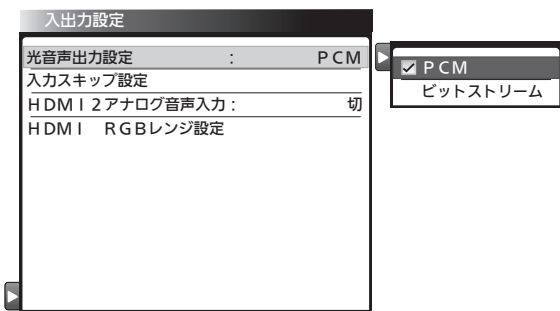 入出力設定
光音声出力設定 : PCM
入力スキップ設定
HDMI2アナログ音声入力: 切
HDMI RGBレンジ設定
PCM
ビットストリーム